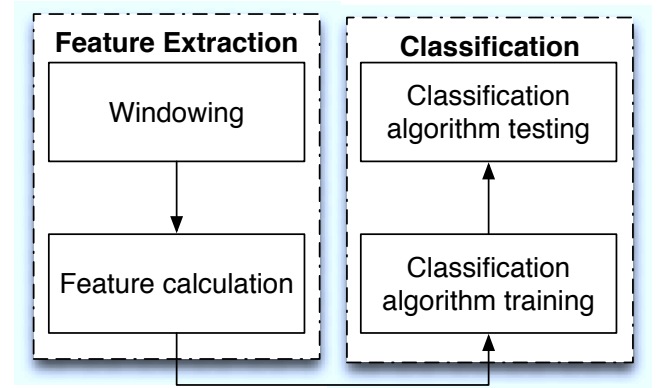 Feature Extraction
Windowing
Feature calculation
Classification
Classification
algorithm testing
Classification
algorithm training